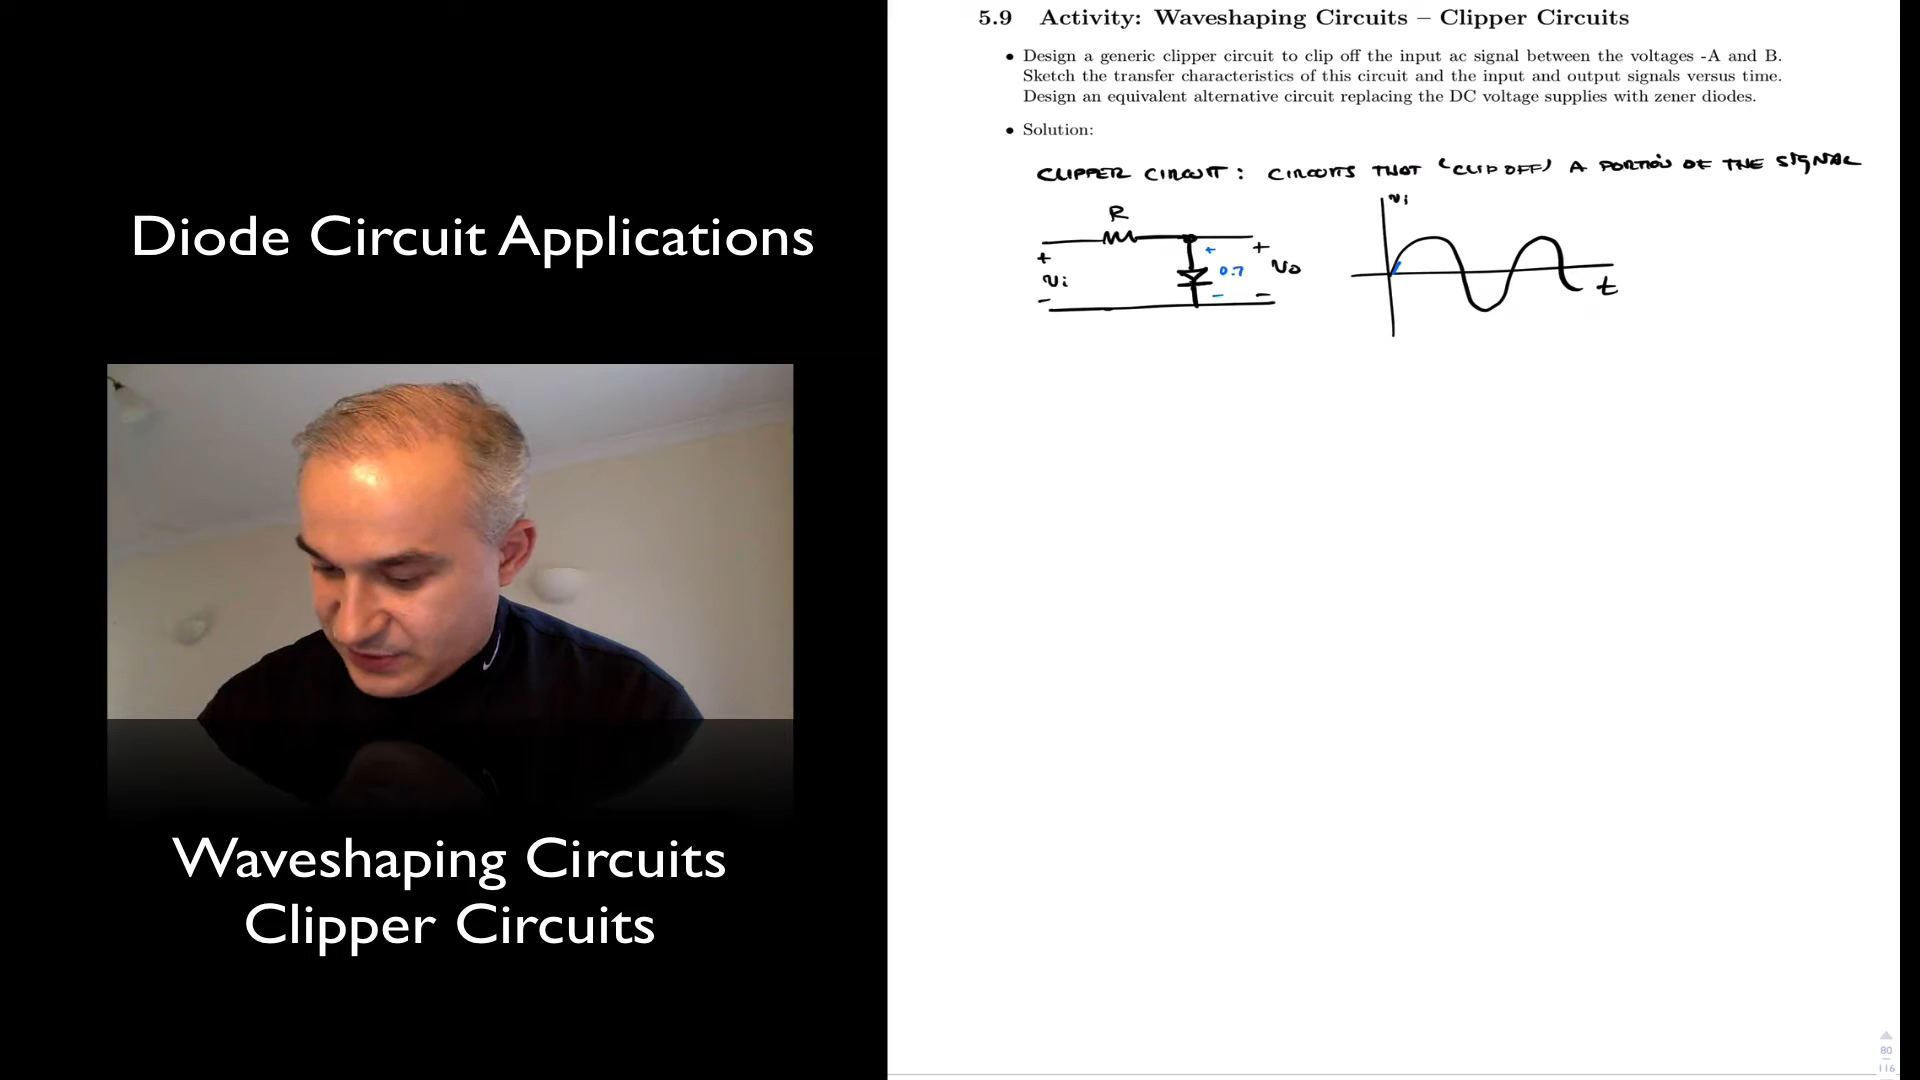 Diode Circuit Applications
Waveshaping Circuits
Clipper Circuits
5.9 Activity: Waveshaping Circuits – Clipper Circuits
• Design a generic clipper circuit to clip off the input ac signal between the voltages -A and B.
Sketch the transfer characteristics of this circuit and the input and output signals versus time.
Design an equivalent alternative circuit replacing the DC voltage supplies with zener diodes.
• Solution:
CLIPPER CIRCUIT: CIRCUITS THAT 'CLIP OFF' A PORTION OF THE SIGNAL
R
+
vi
-
+
0.7
-
+
vo
-
vi
t
80
116